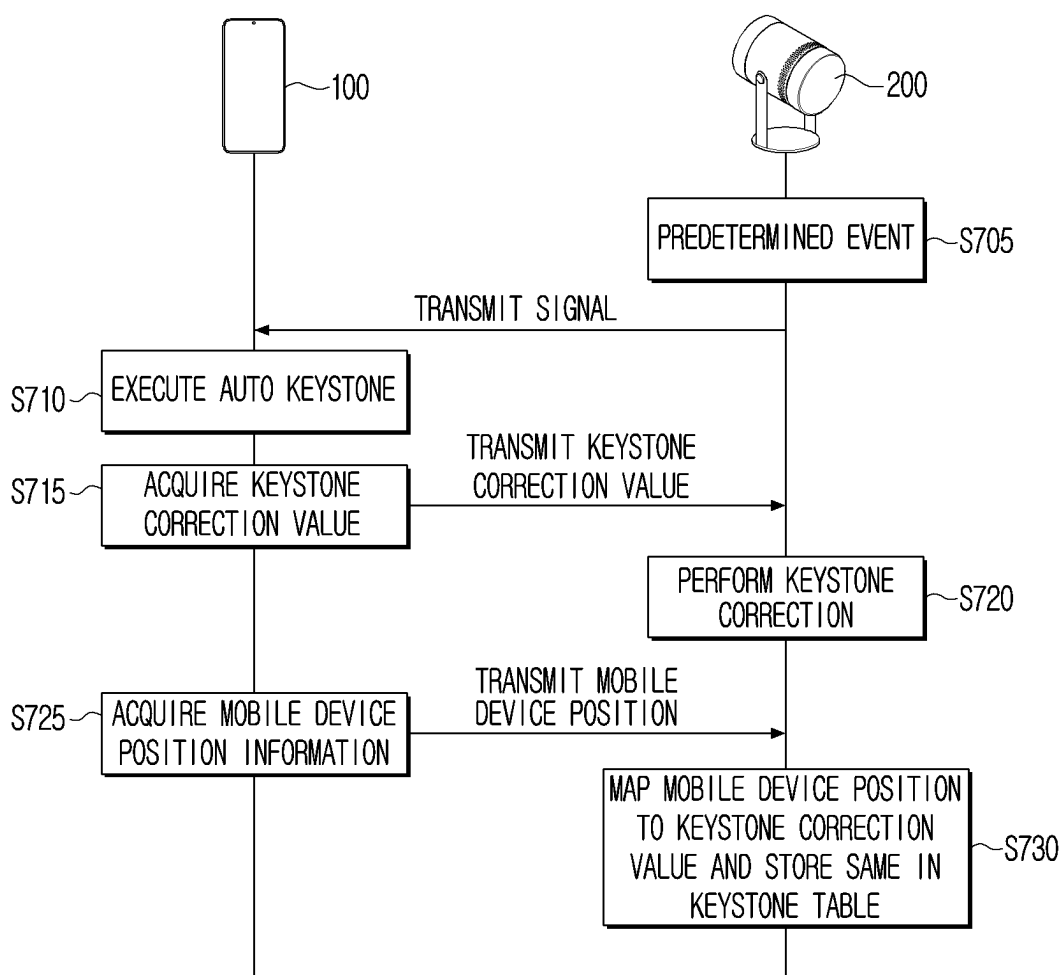 100
200
PREDETERMINED EVENT
S705
TRANSMIT SIGNAL
S710
EXECUTE AUTO KEYSTONE
S715
ACQUIRE KEYSTONE
CORRECTION VALUE
TRANSMIT KEYSTONE
CORRECTION VALUE
PERFORM KEYSTONE
CORRECTION
S720
S725
ACQUIRE MOBILE DEVICE
POSITION INFORMATION
TRANSMIT MOBILE
DEVICE POSITION
MAP MOBILE DEVICE POSITION
TO KEYSTONE CORRECTION
VALUE AND STORE SAME IN
KEYSTONE TABLE
S730